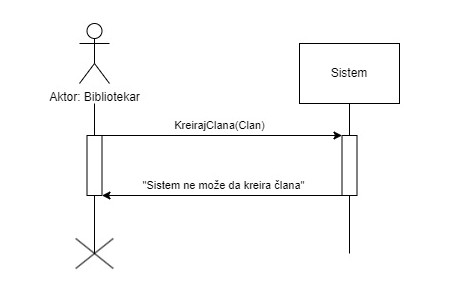 Sistem
Aktor: Bibliotekar
KreirajClana(Clan)
"Sistem ne može da kreira člana"